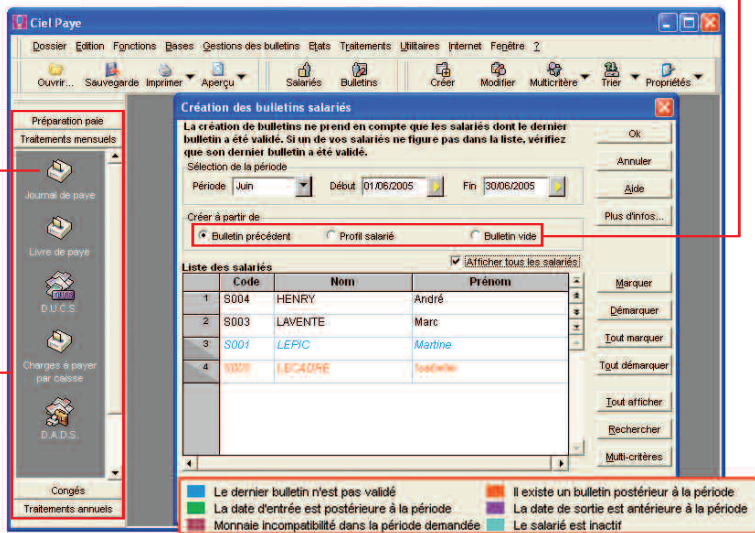 Ciel Paye
Dossier Edition Fonctions Bases Gestions des bulletins Etats Traitements Utilitaires Internet Fenêtre ?
Ouvrir... Sauvegarde Imprimer Aperçu Salariés Bulletins Créer Modifier Multicritère Trier Propriétés
Préparation paie
Traitements mensuels
Journal de paye
Livre de paye
D.U.C.S.
Charges à payer
par caisse
D.A.D.S.
Congés
Traitements annuels
Création des bulletins salariés
La création de bulletins ne prend en compte que les salariés dont le dernier
bulletin a été validé. Si un de vos salariés ne figure pas dans la liste, vérifiez
que son dernier bulletin a été validé.
Sélection de la période
Période Juin Début 01/06/2005 Fin 30/06/2005
Créer à partir de
Bulletin précédent Profil salarié Bulletin vide
Liste des salariés Afficher tous les salariés
Code Nom Prénom
1 S004 HENRY André
2 S003 LAVENTE Marc
3 S001 LEPIC Martine
4 LECADRE
Ok
Annuler
Aide
Plus d'infos...
Marquer
Démarquer
Tout marquer
Tout démarquer
Tout afficher
Rechercher
Multi-critères
Le dernier bulletin n'est pas validé
Il existe un bulletin postérieur à la période
La date d'entrée est postérieure à la période
La date de sortie est antérieure à la période
Monnaie incompatibilité dans la période demandée
Le salarié est inactif